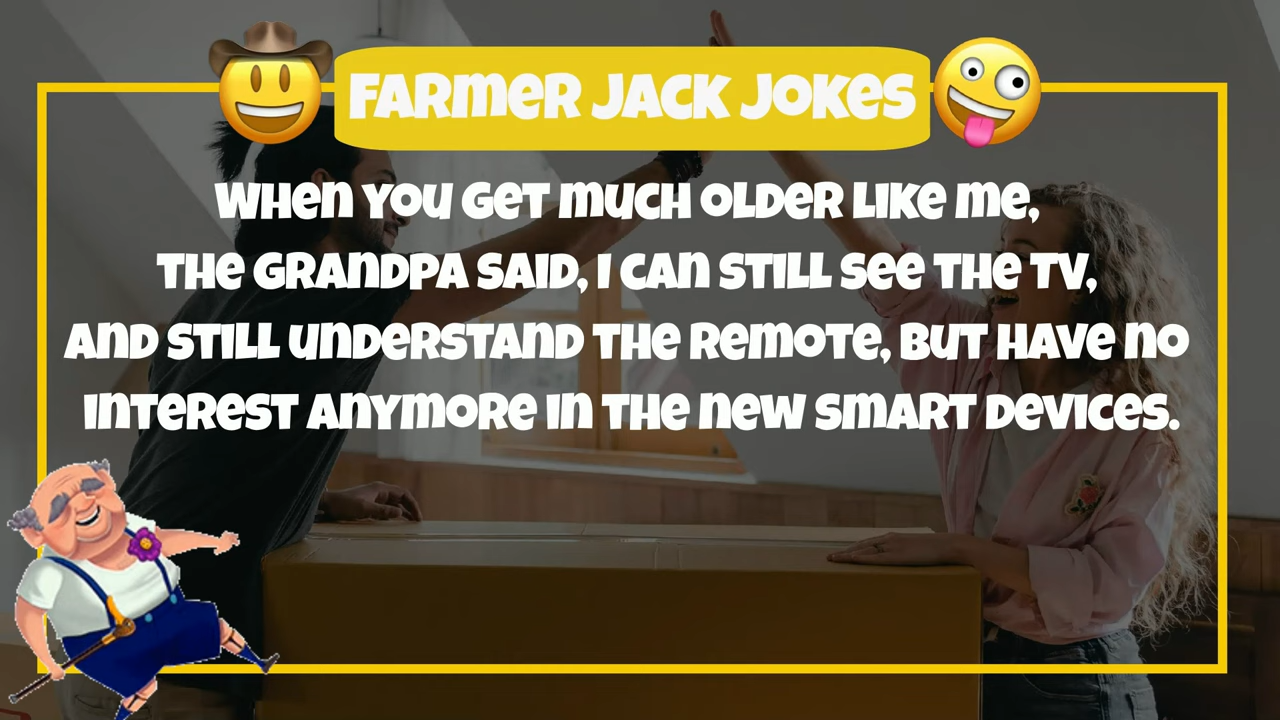 FARMER JACK JOKES
WHEN YOU GET MUCH OLDER LIKE ME,
THE GRANDPA SAID, I CAN STILL SEE THE TV,
AND STILL UNDERSTAND THE REMOTE, BUT HAVE NO
INTEREST ANYMORE IN THE NEW SMART DEVICES.